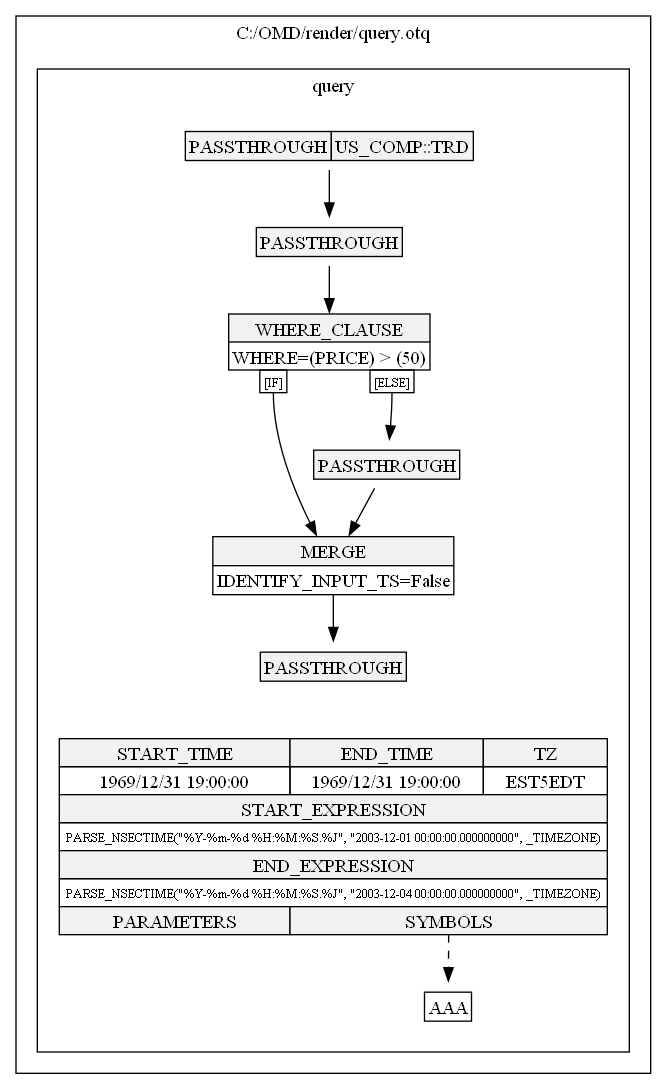 C:/OMD/render/query.otq
query
PASSTHROUGH US_COMP::TRD
PASSTHROUGH
WHERE_CLAUSE
WHERE=(PRICE) > (50)
[IF] [ELSE]
PASSTHROUGH
MERGE
IDENTIFY_INPUT_TS=False
PASSTHROUGH
START_TIME END_TIME TZ
1969/12/31 19:00:00 1969/12/31 19:00:00 EST5EDT
START_EXPRESSION
PARSE_NSECTIME("%Y-%m-%d %H:%M:%S.%J", "2003-12-01 00:00:00.000000000", _TIMEZONE)
END_EXPRESSION
PARSE_NSECTIME("%Y-%m-%d %H:%M:%S.%J", "2003-12-04 00:00:00.000000000", _TIMEZONE)
PARAMETERS SYMBOLS
AAA